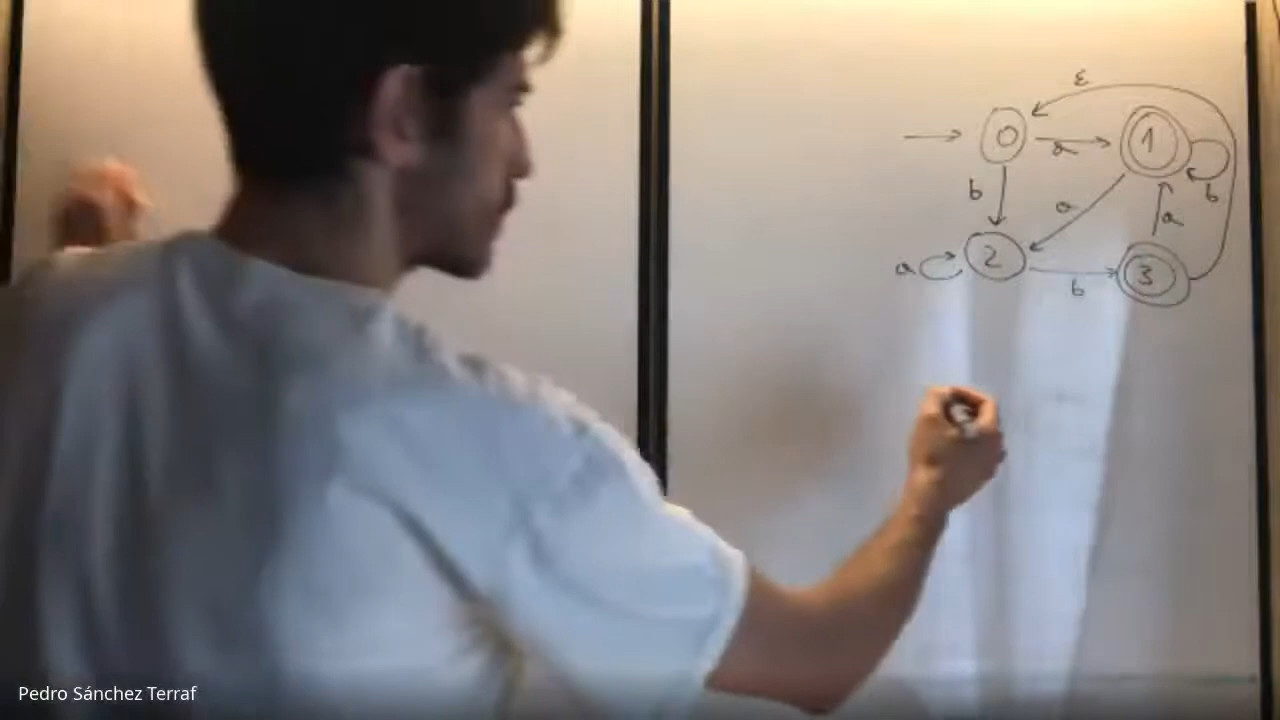 ε
0 a 1
b a a b
a 2 b 3
Pedro Sánchez Terraf